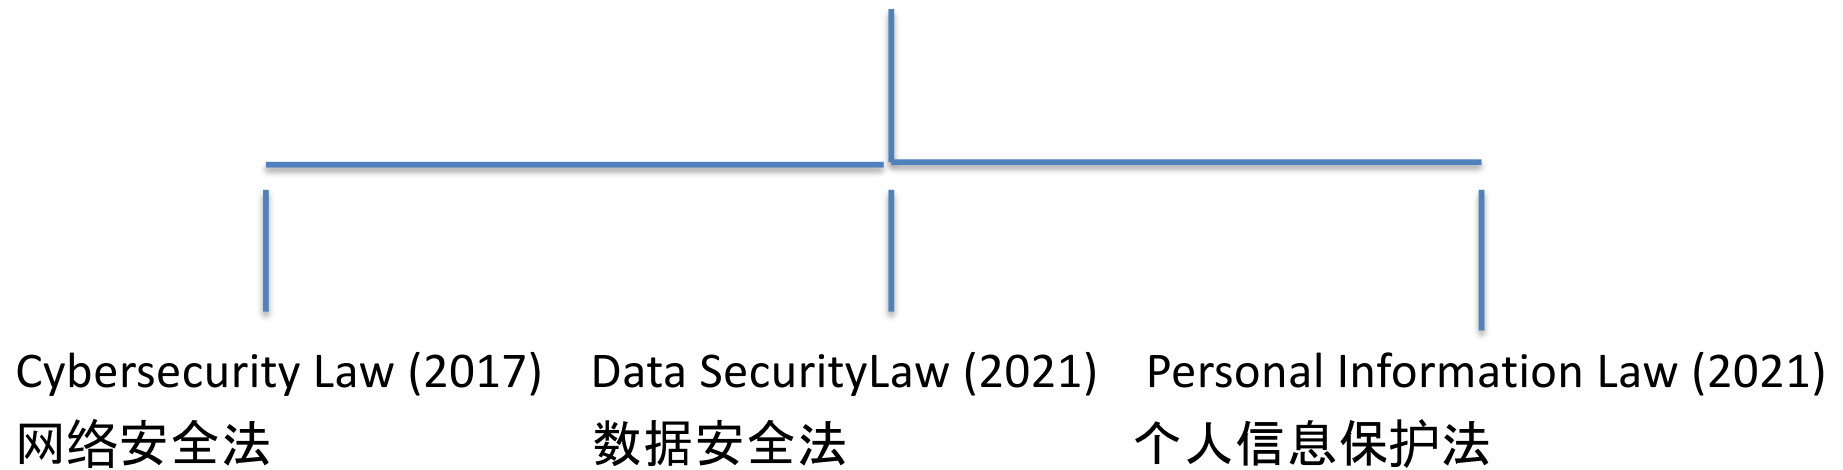 Cybersecurity Law (2017) Data SecurityLaw (2021) Personal Information Law (2021)
网络安全法 数据安全法 个人信息保护法